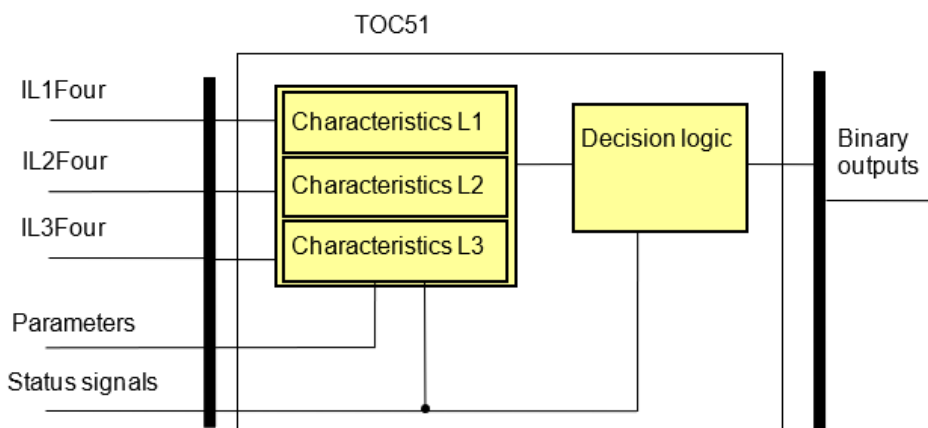 TOC51
IL1Four
IL2Four
IL3Four
Parameters
Status signals
Characteristics L1
Characteristics L2
Characteristics L3
Decision logic
Binary
outputs